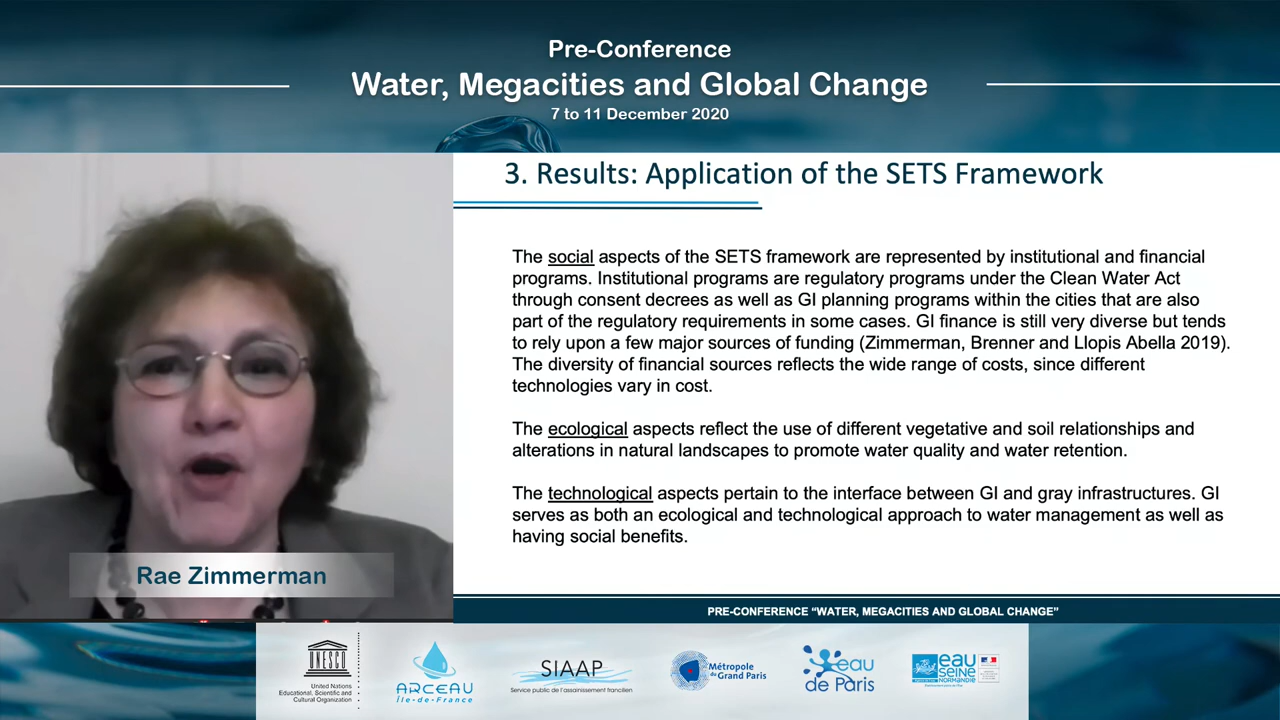 Pre-Conference
Water, Megacities and Global Change
7 to 11 December 2020
3. Results: Application of the SETS Framework
The social aspects of the SETS framework are represented by institutional and financial
programs. Institutional programs are regulatory programs under the Clean Water Act
through consent decrees as well as GI planning programs within the cities that are also
part of the regulatory requirements in some cases. GI finance is still very diverse but tends
to rely upon a few major sources of funding (Zimmerman, Brenner and Llopis Abella 2019).
The diversity of financial sources reflects the wide range of costs, since different
technologies vary in cost.
The ecological aspects reflect the use of different vegetative and soil relationships and
alterations in natural landscapes to promote water quality and water retention.
The technological aspects pertain to the interface between GI and gray infrastructures. GI
serves as both an ecological and technological approach to water management as well as
having social benefits.
Rae Zimmerman
PRE-CONFERENCE “WATER, MEGACITIES AND GLOBAL CHANGE”
UNESCO
United Nations
Educational, Scientific and
Cultural Organization
ARCEAU
Île-de-France
SIAAP
Service public de l'assainissement francilien
Métropole
du Grand Paris
eau
de Paris
eau
SEINE
NORMANDIE